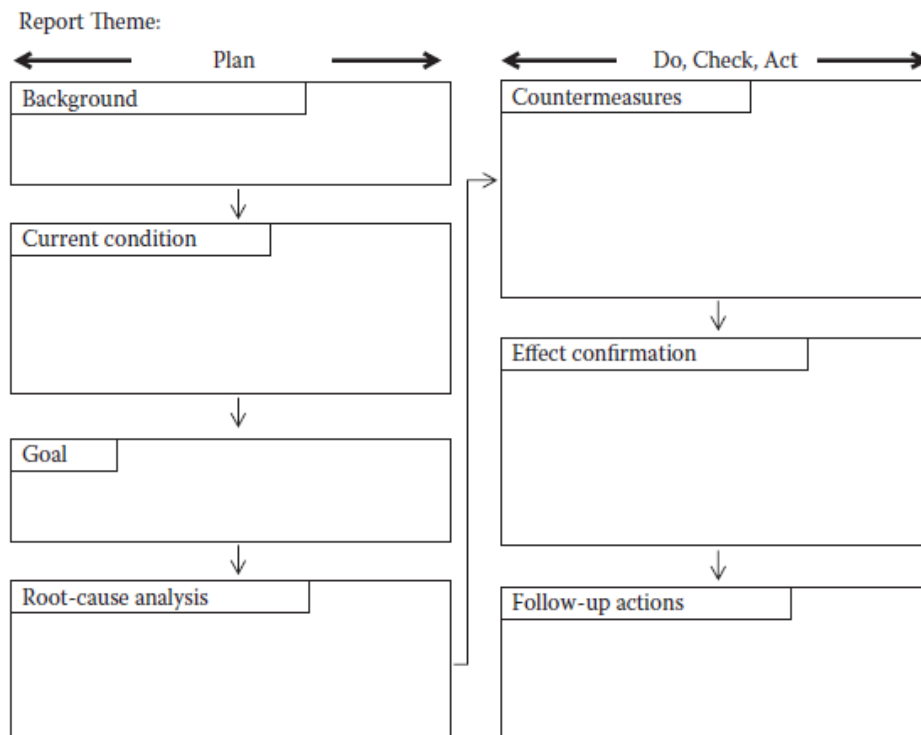 Report Theme:
Plan
Background
Current condition
Goal
Root-cause analysis
Do, Check, Act
Countermeasures
Effect confirmation
Follow-up actions